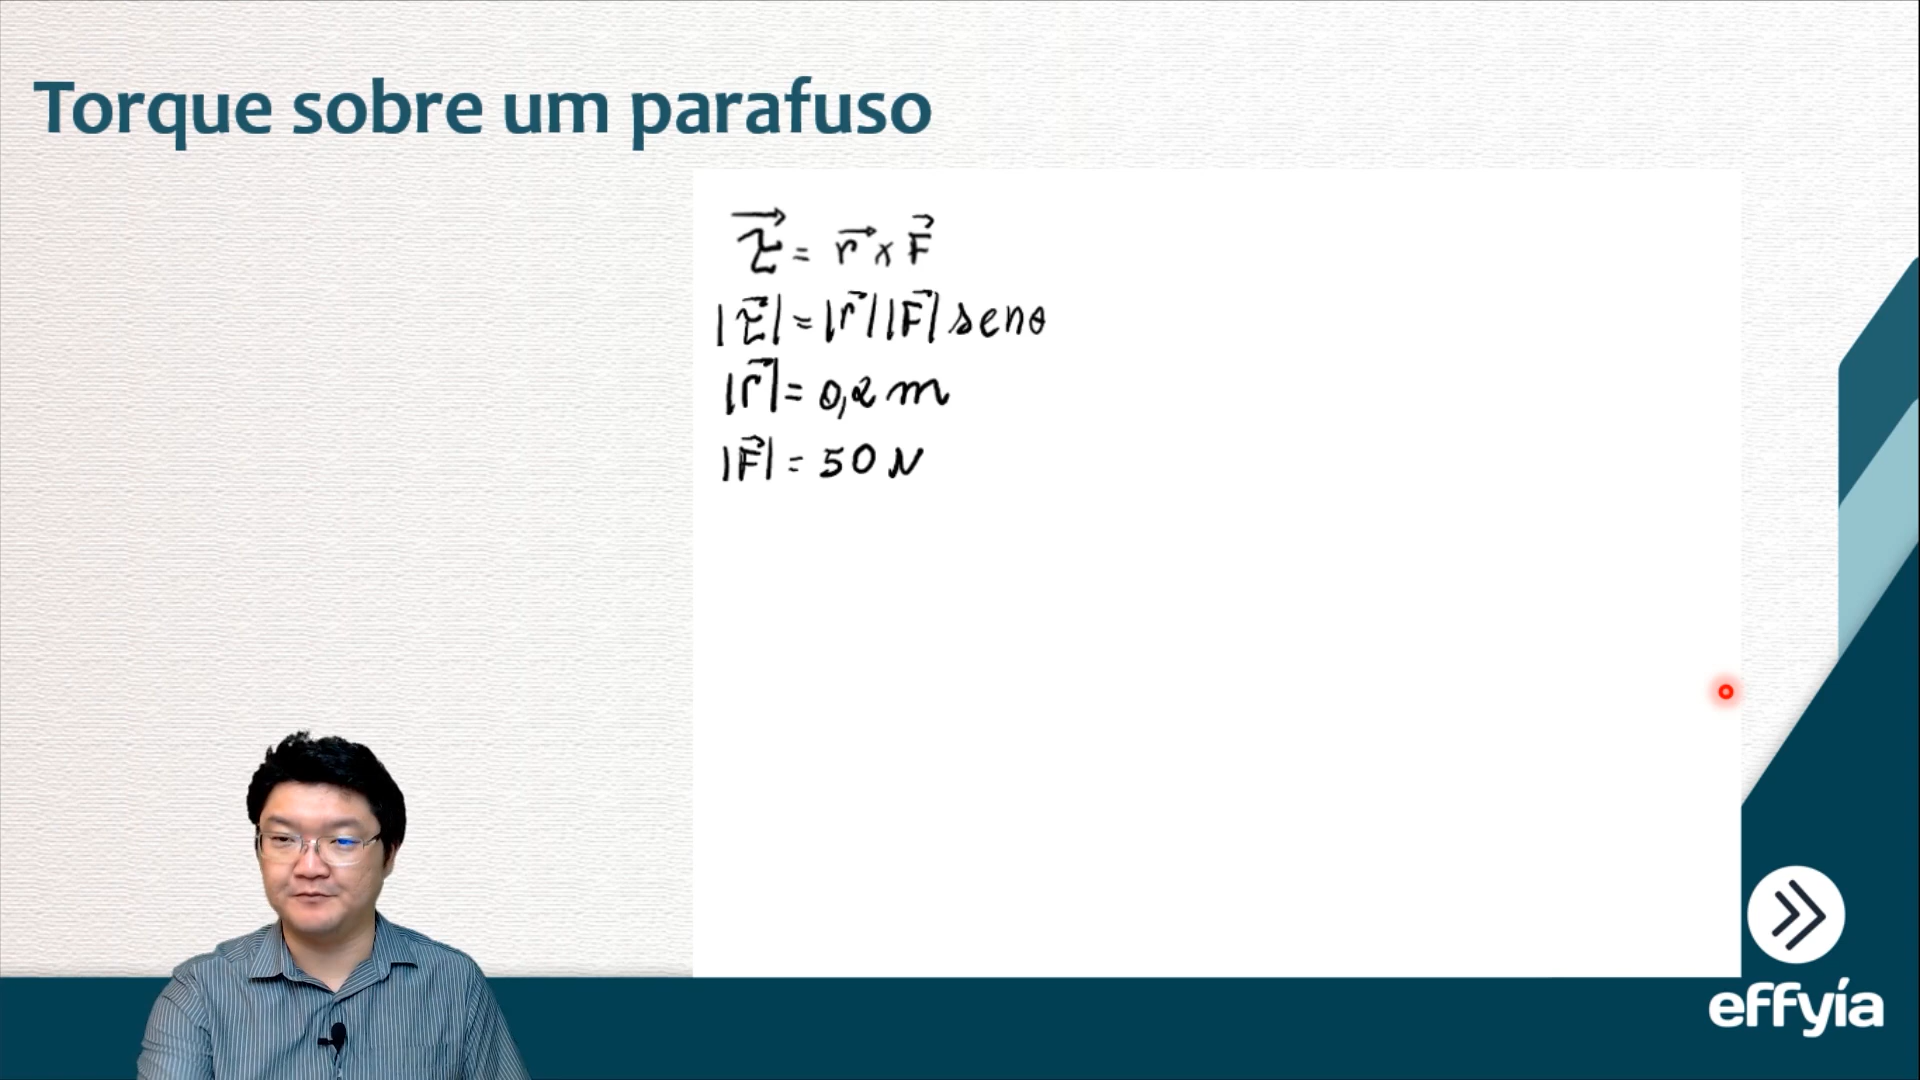 Torque sobre um parafuso
τ⃗ = r⃗ × F⃗
|τ⃗| = |r⃗| |F⃗| senθ
|r⃗| = 0,2 m
|F⃗| = 50 N
effyía